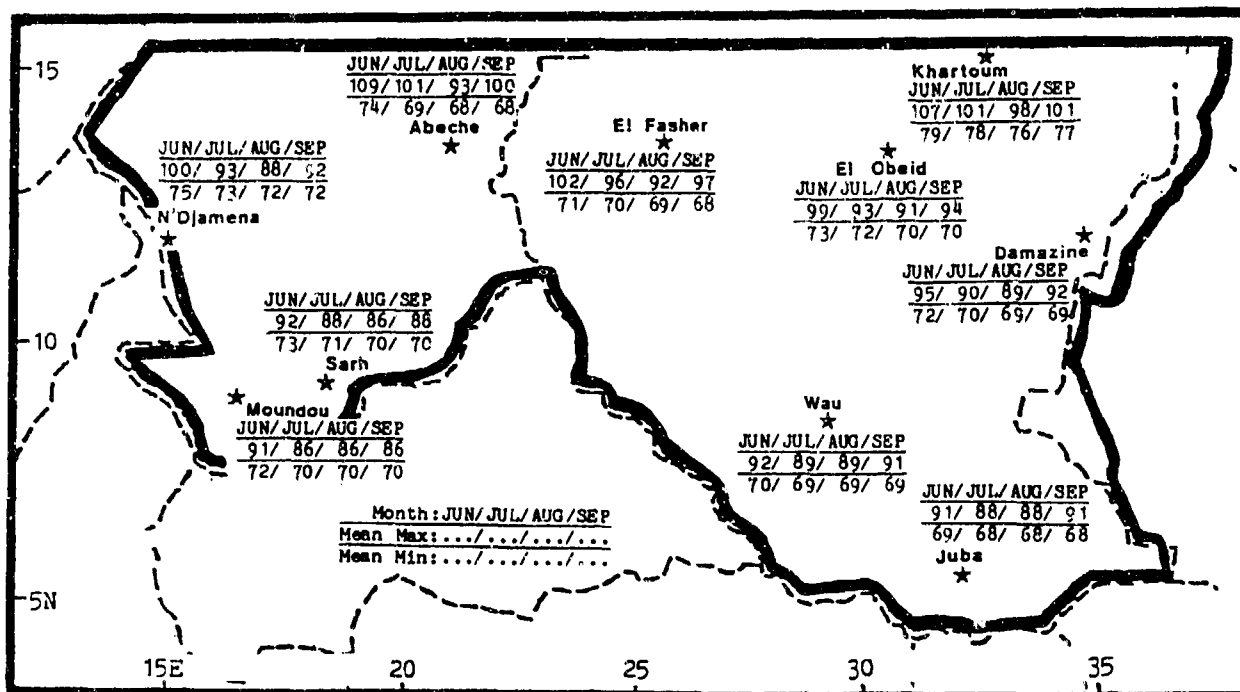 15
JUN/JUL/AUG/SEP
109/101/ 93/100
74/ 69/ 68/ 68
Abeche
JUN/JUL/AUG/SEP
100/ 93/ 88/ 92
75/ 73/ 72/ 72
N'Djamena
El Fasher
JUN/JUL/AUG/SEP
102/ 96/ 92/ 97
71/ 70/ 69/ 68
Khartoum
JUN/JUL/AUG/SEP
107/101/ 98/101
79/ 78/ 76/ 77
El Obeid
JUN/JUL/AUG/SEP
99/ 93/ 91/ 94
73/ 72/ 70/ 70
Damazine
JUN/JUL/AUG/SEP
95/ 90/ 89/ 92
72/ 70/ 69/ 69
10
JUN/JUL/AUG/SEP
92/ 88/ 86/ 88
73/ 71/ 70/ 70
Sarh
Moundou
JUN/JUL/AUG/SEP
91/ 86/ 86/ 86
72/ 70/ 70/ 70
Wau
JUN/JUL/AUG/SEP
92/ 89/ 89/ 91
70/ 69/ 69/ 69
JUN/JUL/AUG/SEP
91/ 88/ 88/ 91
69/ 68/ 68/ 68
Juba
Month:JUN/JUL/AUG/SEP
Mean Max:.../.../.../...
Mean Min:.../.../.../...
5N
15E 20 25 30 35